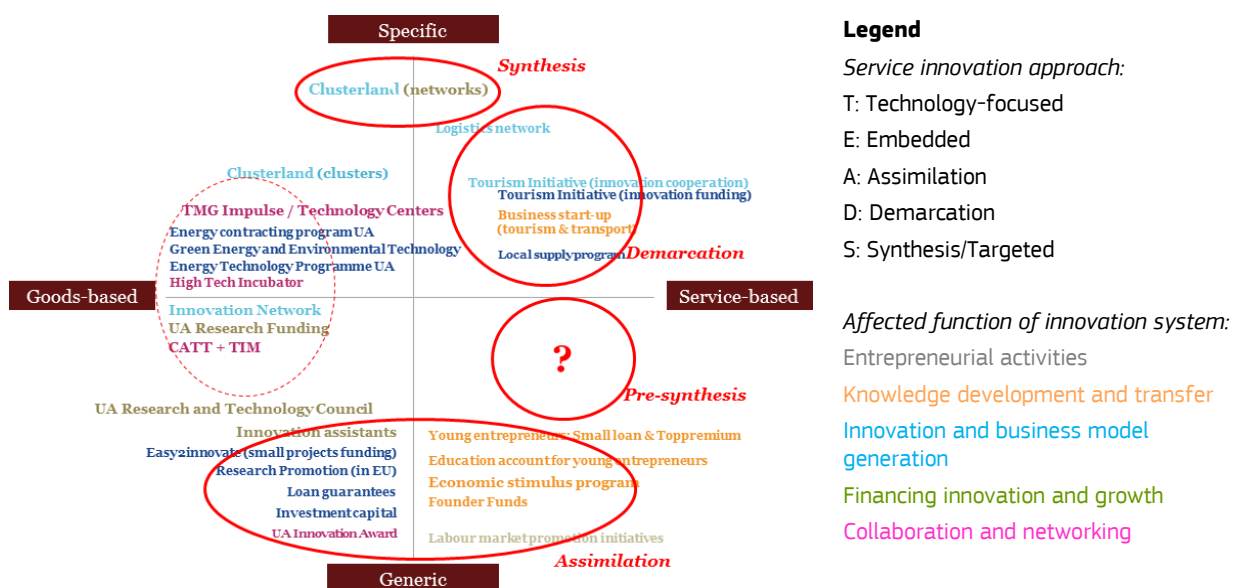 Specific
Synthesis
Clusterland (networks)
Logistics network
Clusterland (clusters)
Tourism Initiative (innovation cooperation)
Tourism Initiative (innovation funding)
TMG Impulse / Technology Centers
Business start-up
(tourism & transport)
Energy contracting program UA
Green Energy and Environmental Technology
Local supply program
Demarcation
Energy Technology Programme UA
High Tech Incubator
Goods-based
Service-based
Innovation Network
UA Research Funding
CATT + TIM
?
Pre-synthesis
UA Research and Technology Council
Innovation assistants
Young entrepreneurs: Small loan & Toppremium
Easy2innovate (small projects funding)
Education account for young entrepreneurs
Research Promotion (in EU)
Economic stimulus program
Loan guarantees
Founder Funds
Investment capital
UA Innovation Award
Labour market promotion initiatives
Assimilation
Generic
Legend
Service innovation approach:
T: Technology-focused
E: Embedded
A: Assimilation
D: Demarcation
S: Synthesis/Targeted
Affected function of innovation system:
Entrepreneurial activities
Knowledge development and transfer
Innovation and business model
generation
Financing innovation and growth
Collaboration and networking